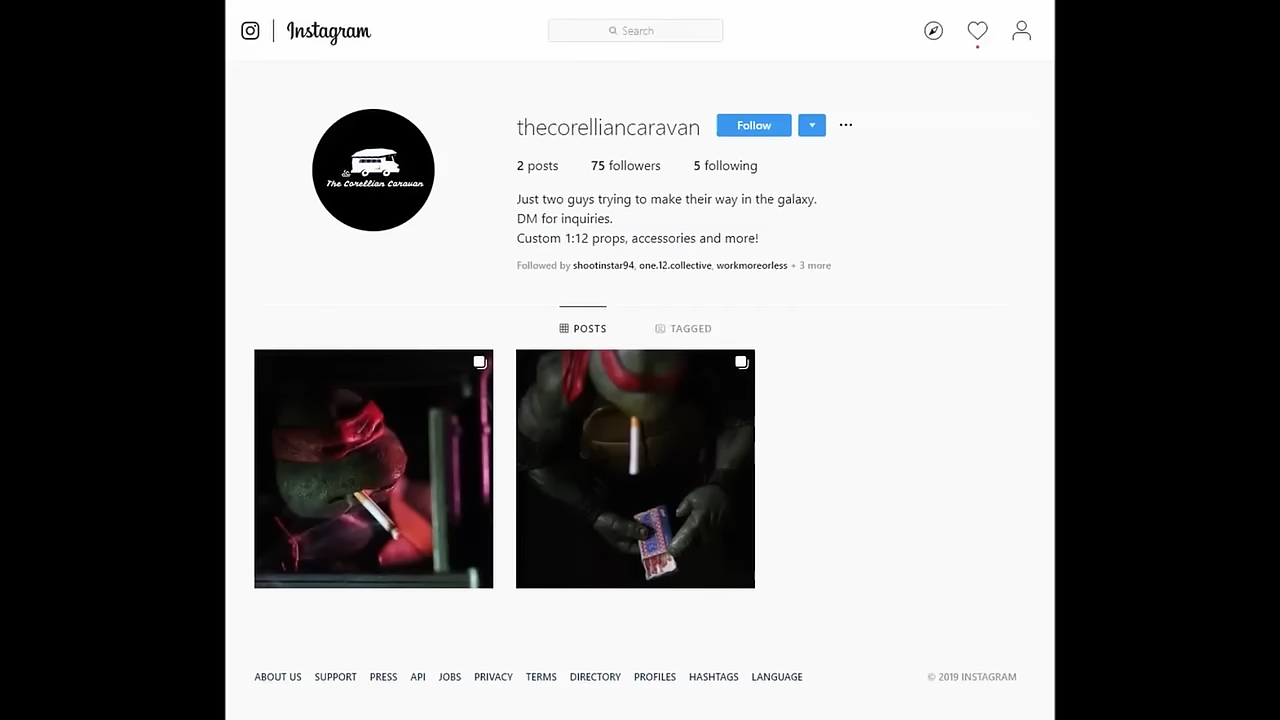 Instagram
Search
The Corellian Caravan
thecorelliancaravan Follow
2 posts 75 followers 5 following
Just two guys trying to make their way in the galaxy.
DM for inquiries.
Custom 1:12 props, accessories and more!
Followed by shootinstar94, one.12.collective, workmoreorless + 3 more
POSTS TAGGED
ABOUT US SUPPORT PRESS API JOBS PRIVACY TERMS DIRECTORY PROFILES HASHTAGS LANGUAGE © 2019 INSTAGRAM